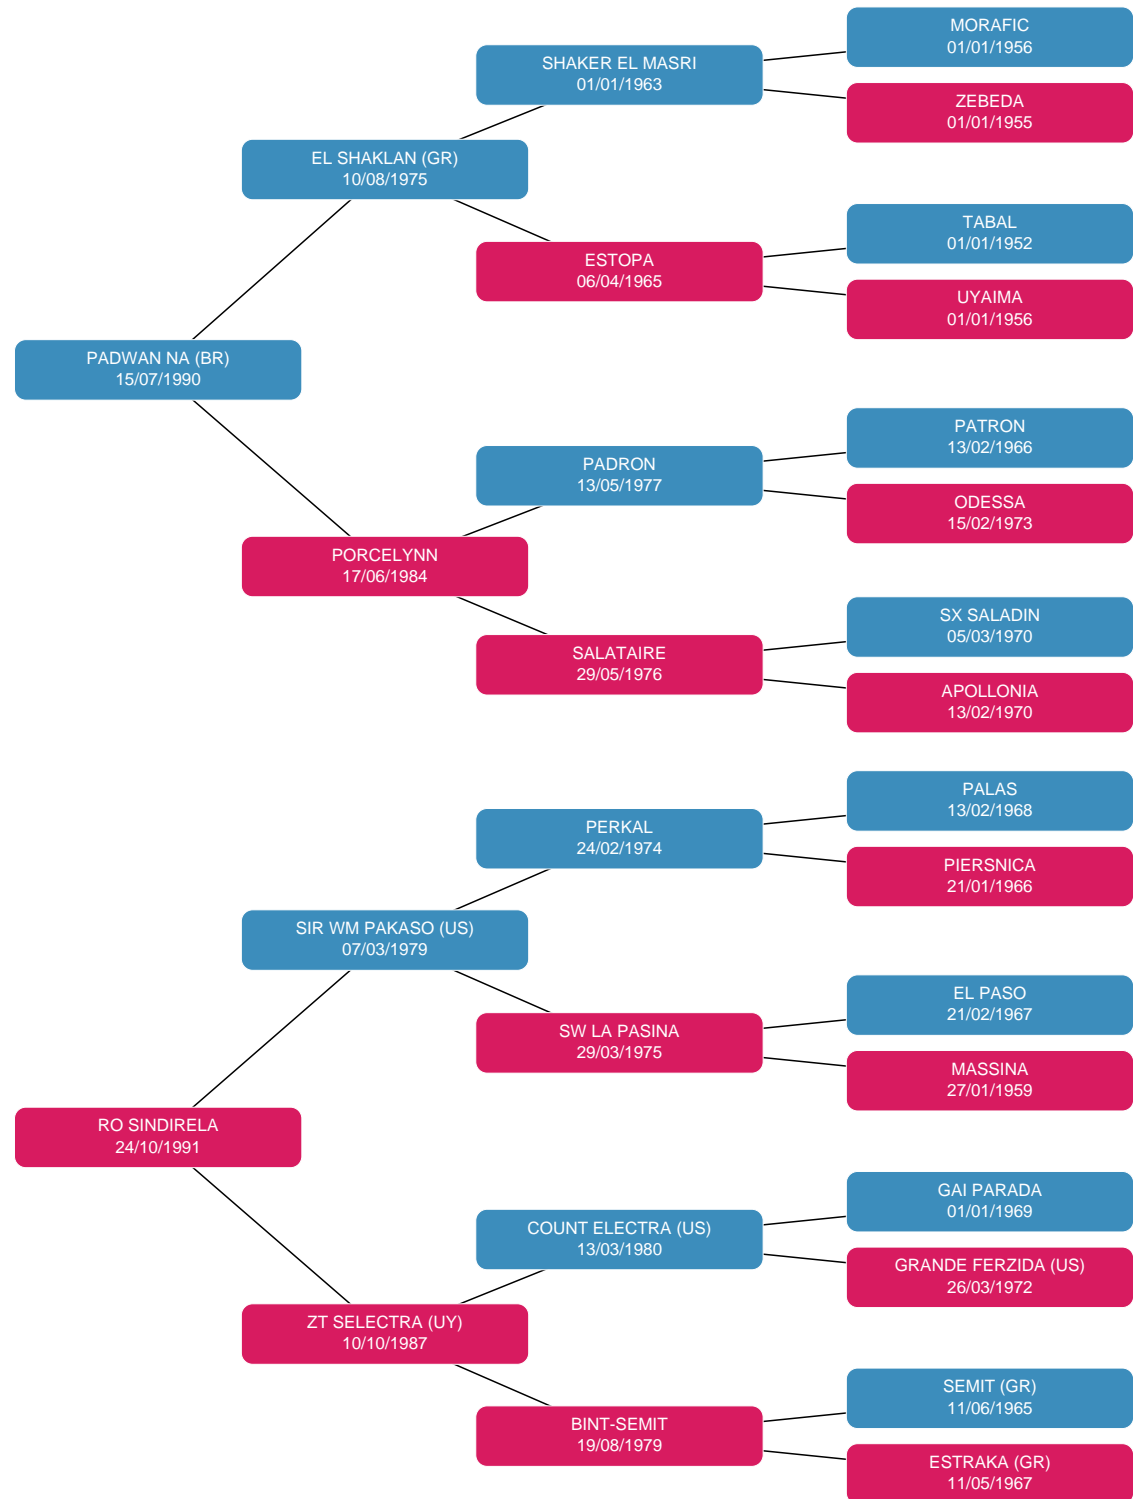 MORAFIC
01/01/1956
SHAKER EL MASRI
01/01/1963
ZEBEDA
01/01/1955
EL SHAKLAN (GR)
10/08/1975
TABAL
01/01/1952
ESTOPA
06/04/1965
UYAIMA
01/01/1956
PADWAN NA (BR)
15/07/1990
PATRON
13/02/1966
PADRON
13/05/1977
ODESSA
15/02/1973
PORCELYNN
17/06/1984
SX SALADIN
05/03/1970
SALATAIRE
29/05/1976
APOLLONIA
13/02/1970
PALAS
13/02/1968
PERKAL
24/02/1974
PIERSNICA
21/01/1966
SIR WM PAKASO (US)
07/03/1979
EL PASO
21/02/1967
SW LA PASINA
29/03/1975
MASSINA
27/01/1959
RO SINDIRELA
24/10/1991
GAI PARADA
01/01/1969
COUNT ELECTRA (US)
13/03/1980
GRANDE FERZIDA (US)
26/03/1972
ZT SELECTRA (UY)
10/10/1987
SEMIT (GR)
11/06/1965
BINT-SEMIT
19/08/1979
ESTRAKA (GR)
11/05/1967